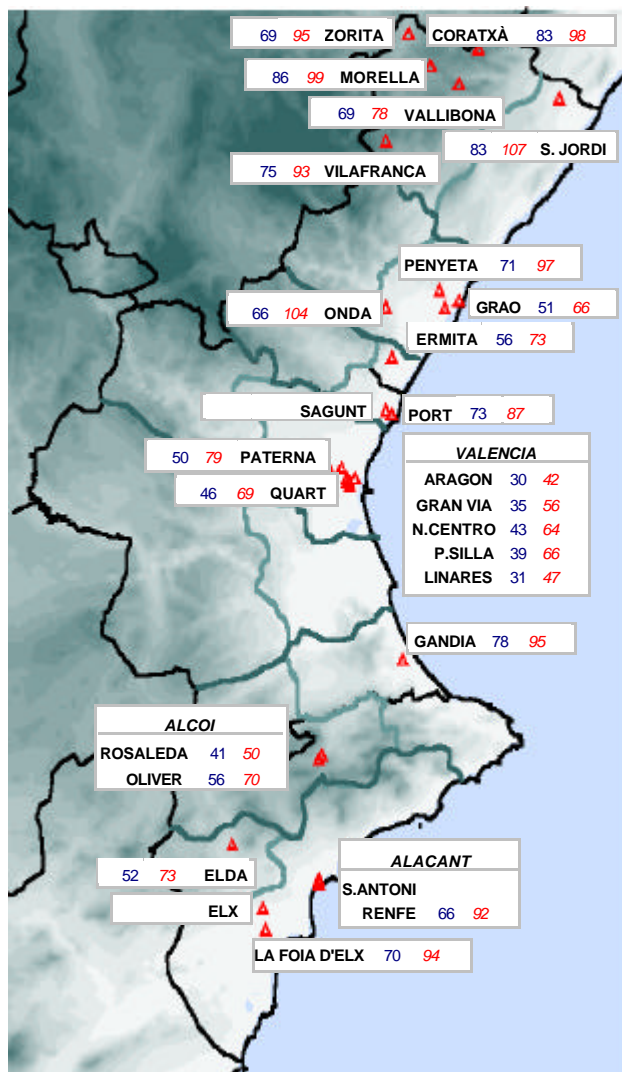 69 95 ZORITA
CORATXÀ 83 98
86 99 MORELLA
69 78 VALLIBONA
83 107 S. JORDI
75 93 VILAFRANCA
PENYETA 71 97
66 104 ONDA
GRAO 51 66
ERMITA 56 73
SAGUNT
PORT 73 87
50 79 PATERNA
46 69 QUART
VALENCIA
ARAGON 30 42
GRAN VIA 35 56
N.CENTRO 43 64
P.SILLA 39 66
LINARES 31 47
GANDIA 78 95
ALCOI
ROSALEDA 41 50
OLIVER 56 70
52 73 ELDA
ELX
ALACANT
S.ANTONI
RENFE 66 92
LA FOIA D'ELX 70 94